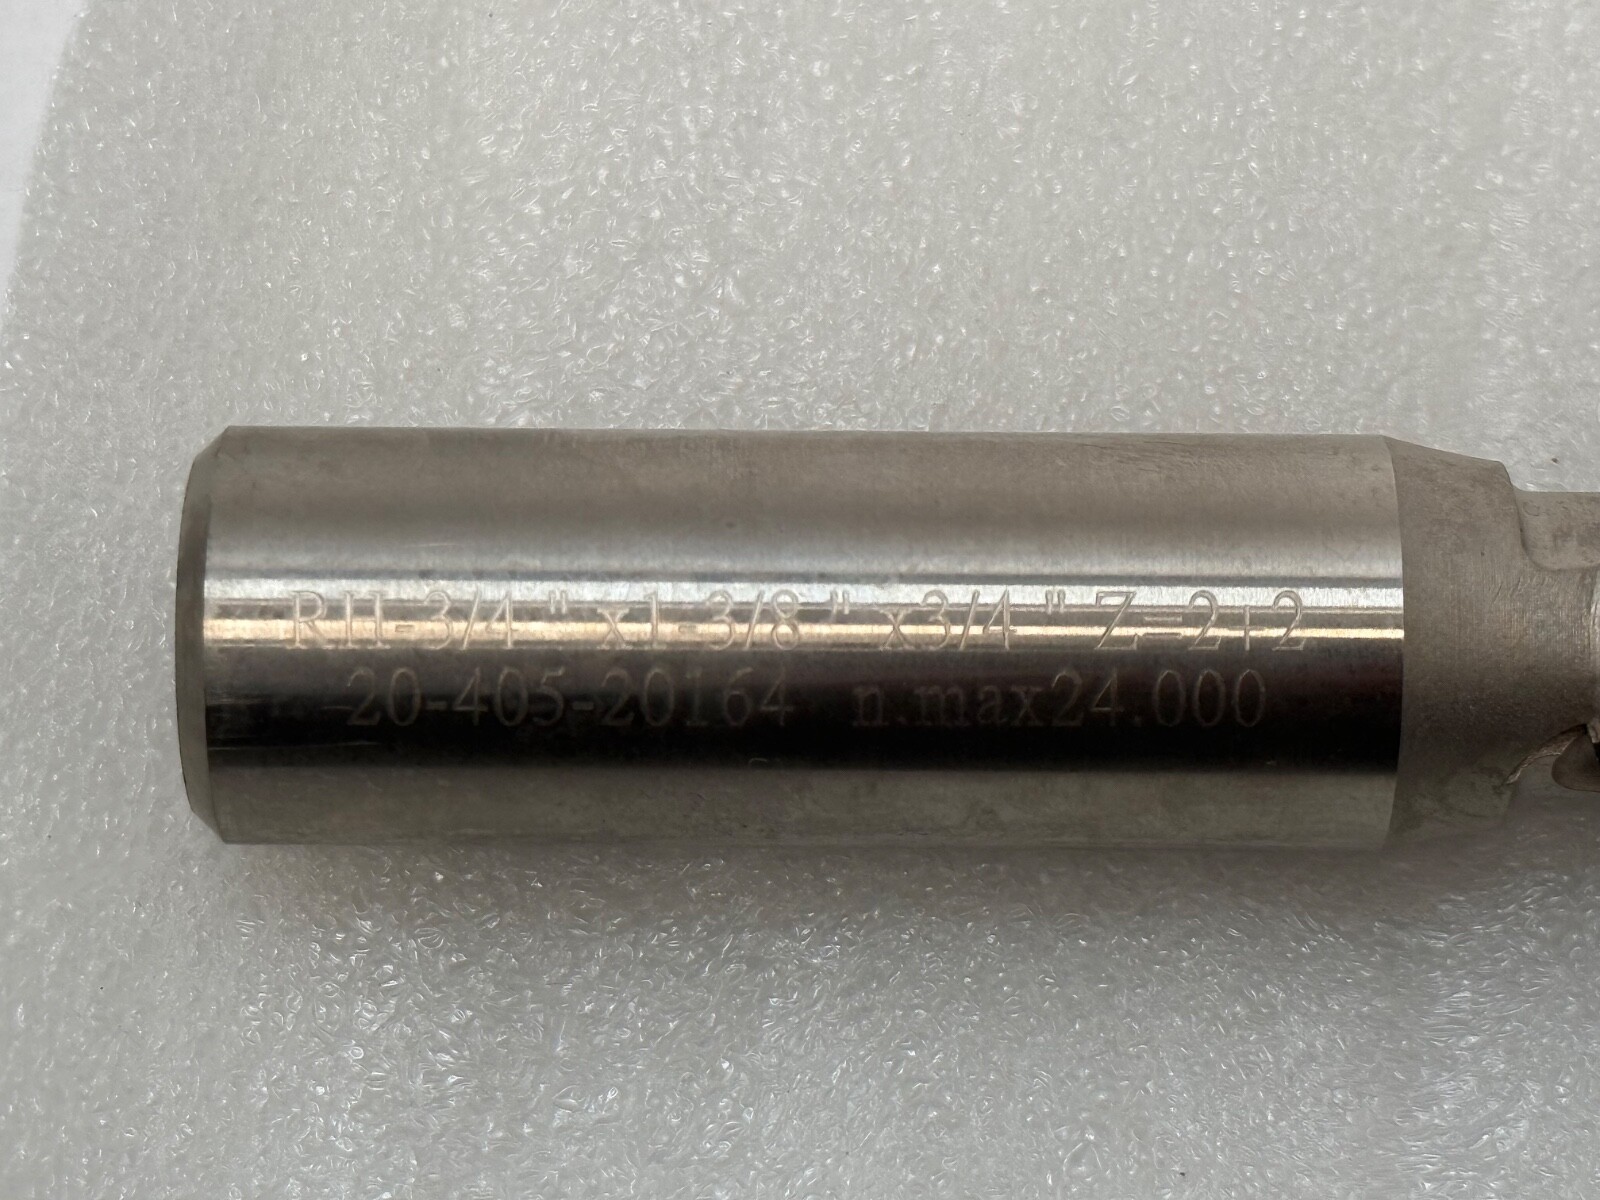 RH-3/4" x1-3/8" x3/4" Z=2+2
20-405-20164 n.max24.000